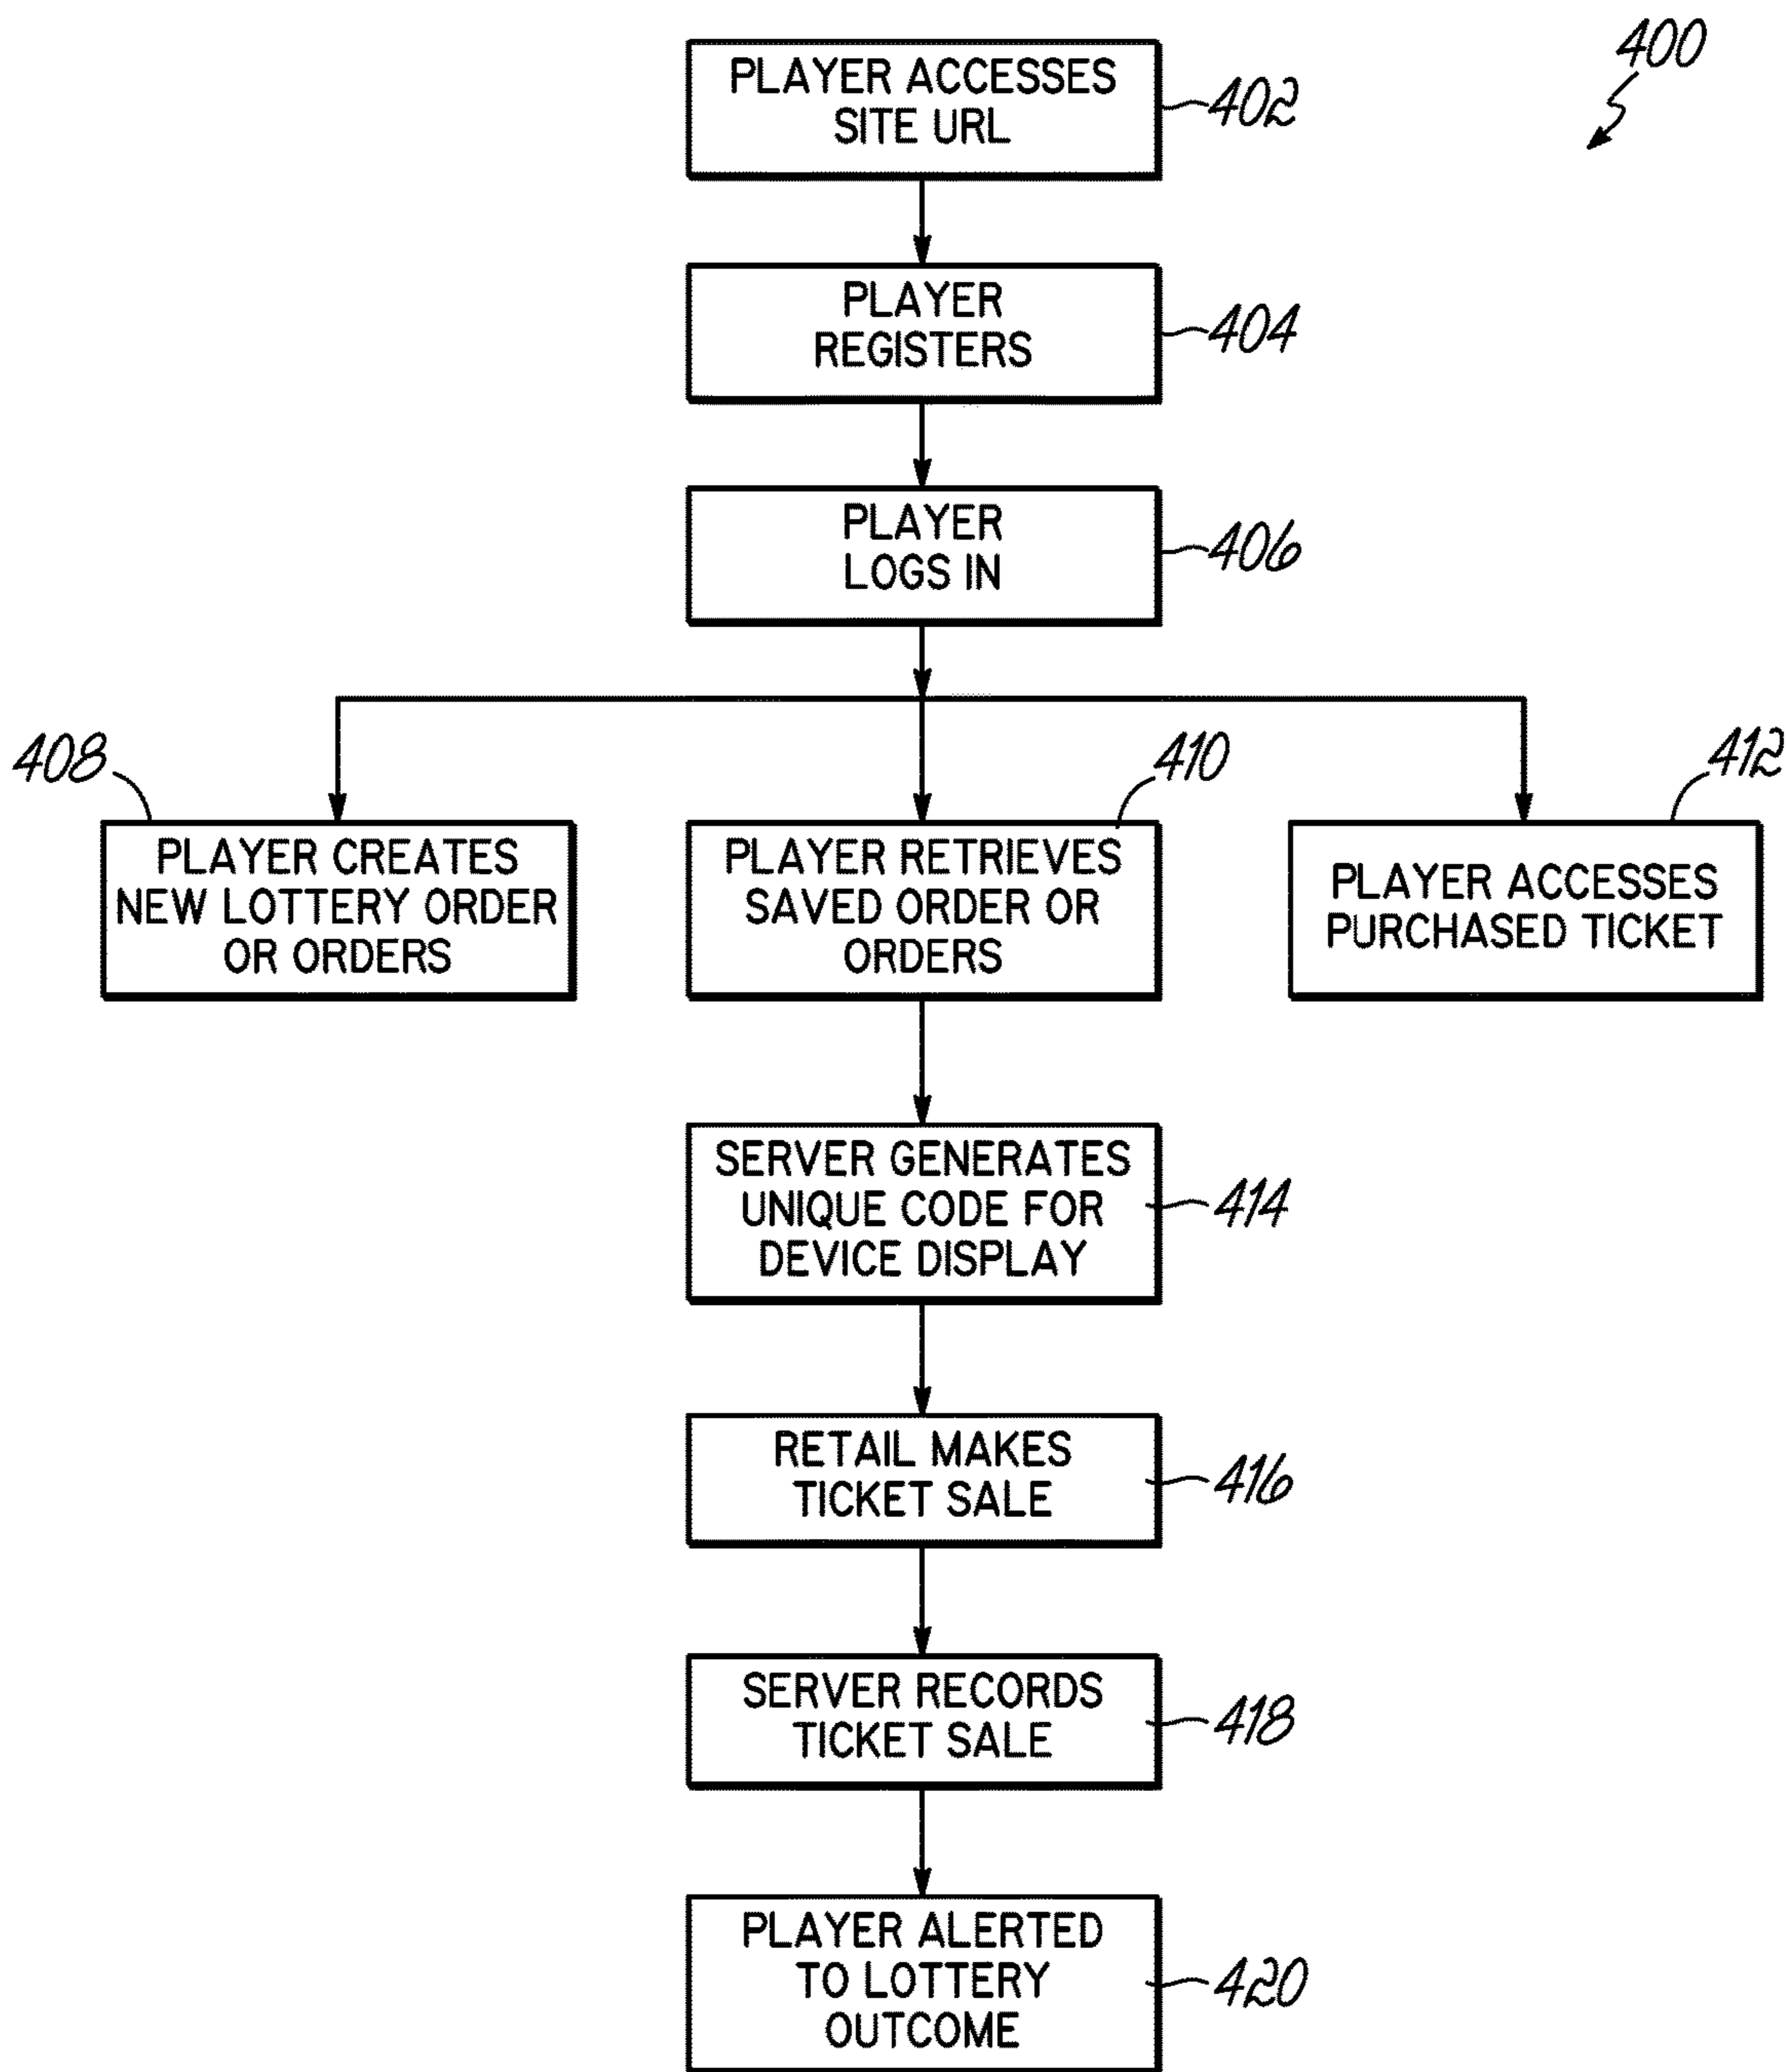 400
PLAYER ACCESSES
SITE URL
402
PLAYER
REGISTERS
404
PLAYER
LOGS IN
406
408
PLAYER CREATES
NEW LOTTERY ORDER
OR ORDERS
410
PLAYER RETRIEVES
SAVED ORDER OR
ORDERS
412
PLAYER ACCESSES
PURCHASED TICKET
SERVER GENERATES
UNIQUE CODE FOR
DEVICE DISPLAY
414
RETAIL MAKES
TICKET SALE
416
SERVER RECORDS
TICKET SALE
418
PLAYER ALERTED
TO LOTTERY
OUTCOME
420